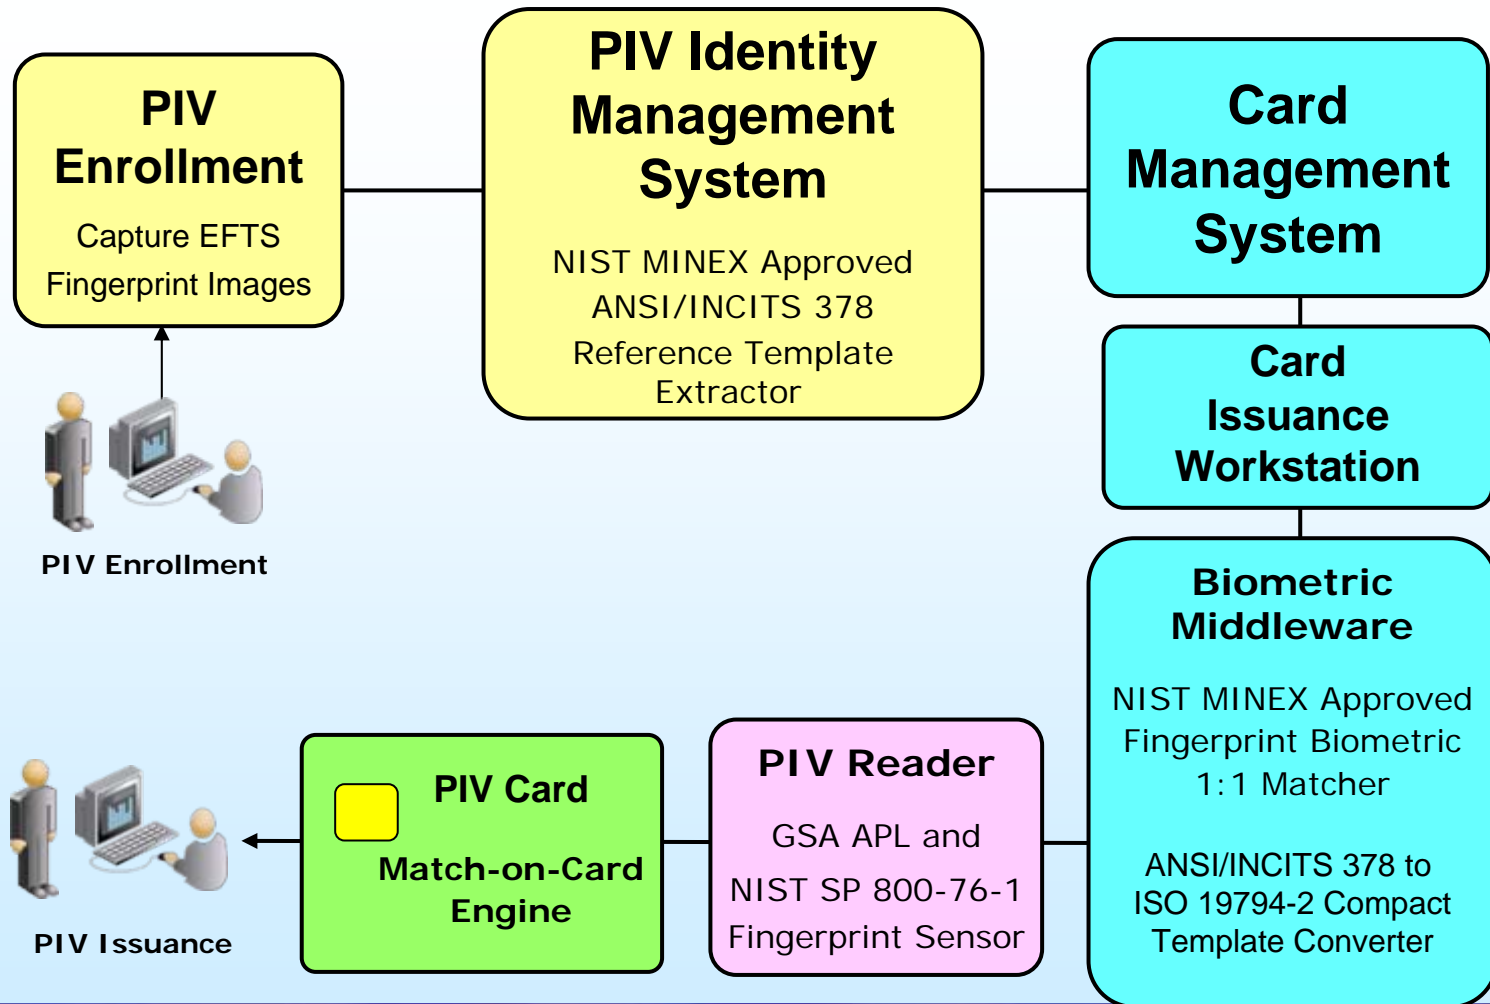 PIV
Enrollment
Capture EFTS
Fingerprint Images
PIV Enrollment
PIV Identity
Management
System
NIST MINEX Approved
ANSI/INCITS 378
Reference Template
Extractor
Card
Management
System
Card
Issuance
Workstation
Biometric
Middleware
NIST MINEX Approved
Fingerprint Biometric
1:1 Matcher
ANSI/INCITS 378 to
ISO 19794-2 Compact
Template Converter
PIV Reader
GSA APL and
NIST SP 800-76-1
Fingerprint Sensor
PIV Card
Match-on-Card
Engine
PIV Issuance